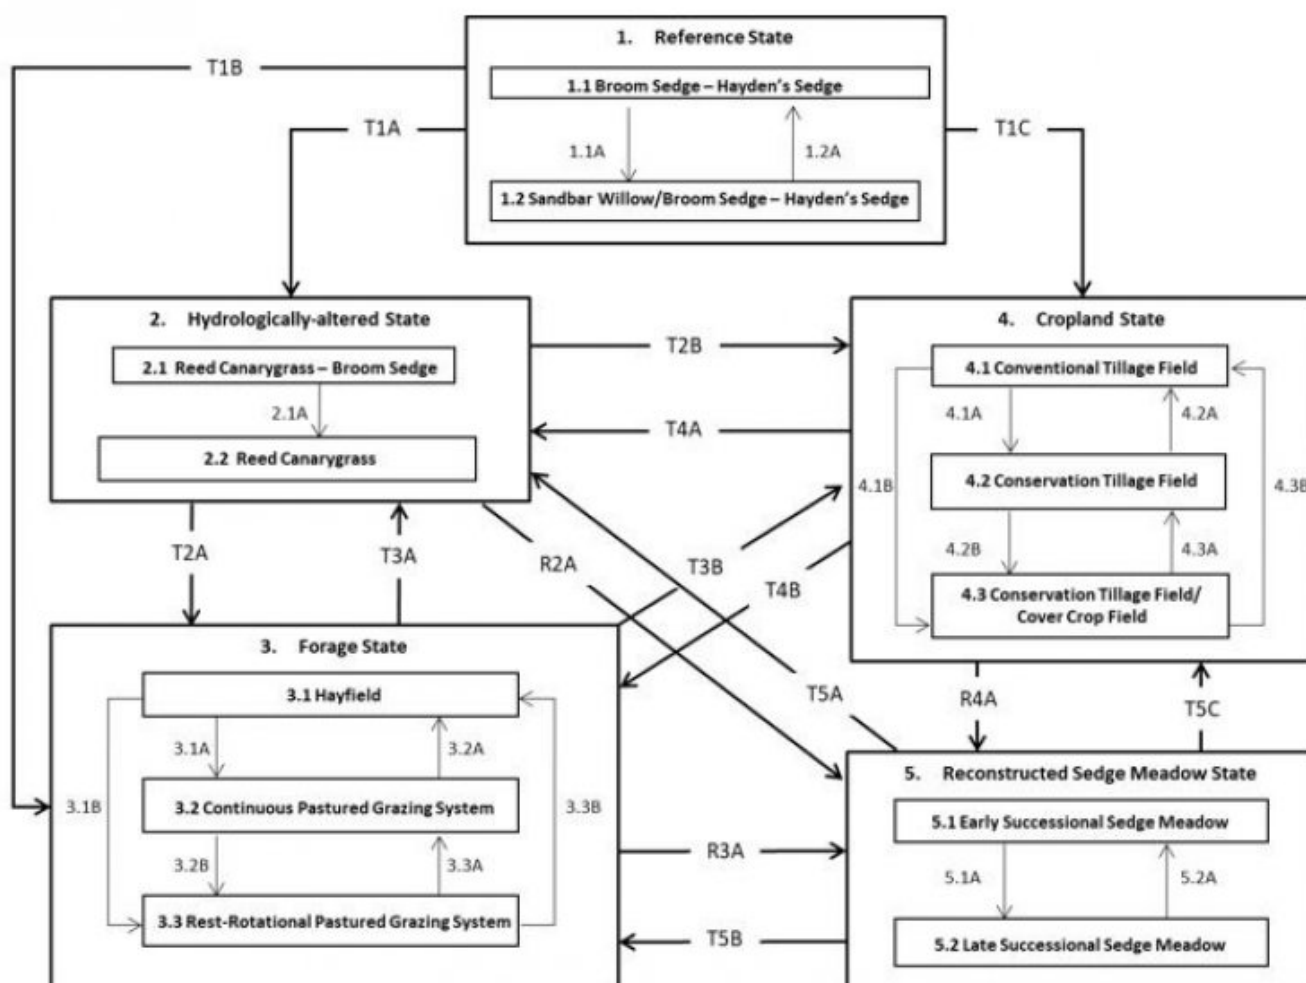 1. Reference State
T1B
1.1 Broom Sedge – Hayden's Sedge
T1A
T1C
1.1A
1.2A
1.2 Sandbar Willow/Broom Sedge – Hayden's Sedge
2. Hydrologically-altered State
2.1 Reed Canarygrass – Broom Sedge
2.1A
2.2 Reed Canarygrass
T2B
T4A
4. Cropland State
4.1 Conventional Tillage Field
4.1A
4.2A
4.2 Conservation Tillage Field
4.1B
4.3B
4.2B
4.3A
4.3 Conservation Tillage Field/
Cover Crop Field
T2A
T3A
R2A
T3B
T4B
T5A
R4A
T5C
3. Forage State
3.1 Hayfield
3.1A
3.2A
3.2 Continuous Pastured Grazing System
3.1B
3.3B
3.2B
3.3A
3.3 Rest-Rotational Pastured Grazing System
R3A
T5B
5. Reconstructed Sedge Meadow State
5.1 Early Successional Sedge Meadow
5.1A
5.2A
5.2 Late Successional Sedge Meadow